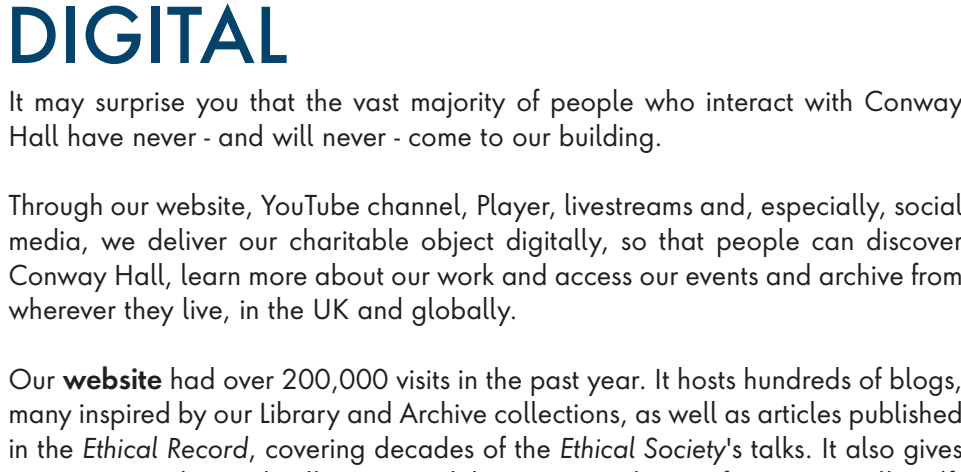 DIGITAL
It may surprise you that the vast majority of people who interact with Conway
Hall have never - and will never - come to our building.
Through our website, YouTube channel, Player, livestreams and, especially, social
media, we deliver our charitable object digitally, so that people can discover
Conway Hall, learn more about our work and access our events and archive from
wherever they live, in the UK and globally.
Our website had over 200,000 visits in the past year. It hosts hundreds of blogs,
many inspired by our Library and Archive collections, as well as articles published
in the Ethical Record, covering decades of the Ethical Society's talks. It also gives